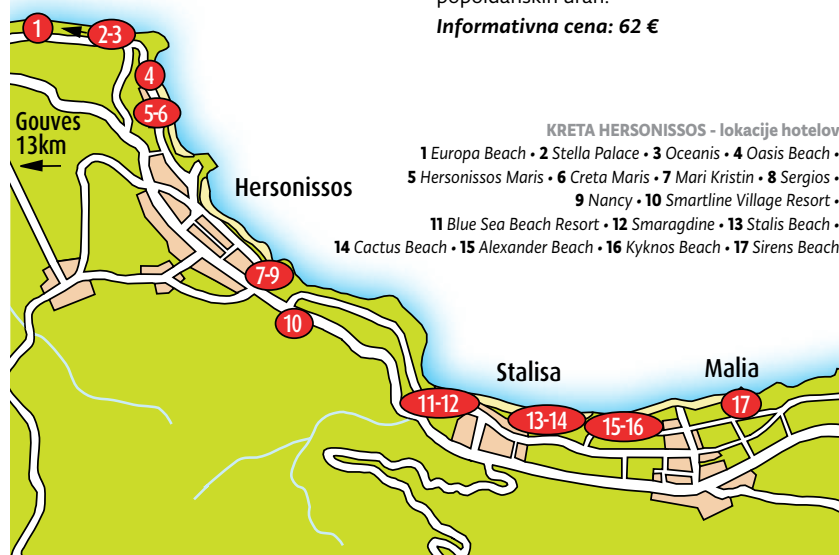 popoldanskih urah.
Informativna cena: 62 €
KRETA HERSONISSOS - lokacije hotelov
1 Europa Beach • 2 Stella Palace • 3 Oceanis • 4 Oasis Beach •
5 Hersonissos Maris • 6 Creta Maris • 7 Mari Kristin • 8 Sergios •
9 Nancy • 10 Smartline Village Resort •
11 Blue Sea Beach Resort • 12 Smaragdine • 13 Stalis Beach •
14 Cactus Beach • 15 Alexander Beach • 16 Kyknos Beach • 17 Sirens Beach
1
2-3
4
5-6
Gouves
13km
Hersonissos
7-9
10
Stalisa
Malia
11-12
13-14
15-16
17